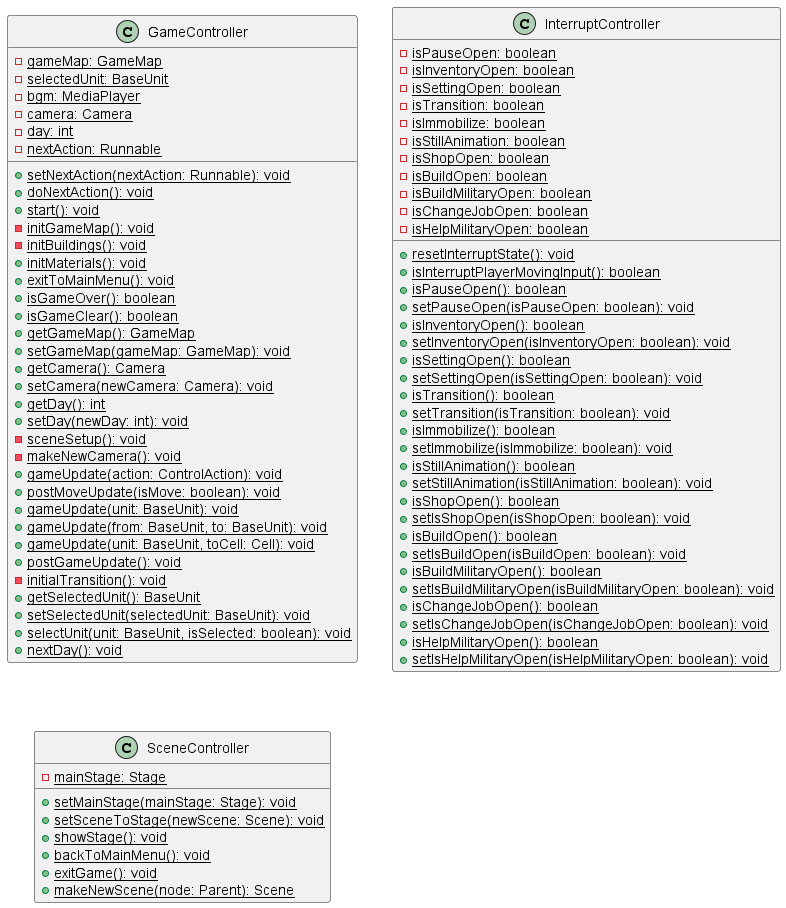 C GameController
gameMap: GameMap
selectedUnit: BaseUnit
bgm: MediaPlayer
camera: Camera
day: int
nextAction: Runnable
setNextAction(nextAction: Runnable): void
doNextAction(): void
start(): void
initGameMap(): void
initBuildings(): void
initMaterials(): void
exitToMainMenu(): void
isGameOver(): boolean
isGameClear(): boolean
getGameMap(): GameMap
setGameMap(gameMap: GameMap): void
getCamera(): Camera
setCamera(newCamera: Camera): void
getDay(): int
setDay(newDay: int): void
sceneSetup(): void
makeNewCamera(): void
gameUpdate(action: ControlAction): void
postMoveUpdate(isMove: boolean): void
gameUpdate(unit: BaseUnit): void
gameUpdate(from: BaseUnit, to: BaseUnit): void
gameUpdate(unit: BaseUnit, toCell: Cell): void
postGameUpdate(): void
initialTransition(): void
getSelectedUnit(): BaseUnit
setSelectedUnit(selectedUnit: BaseUnit): void
selectUnit(unit: BaseUnit, isSelected: boolean): void
nextDay(): void
C InterruptController
isPauseOpen: boolean
isInventoryOpen: boolean
isSettingOpen: boolean
isTransition: boolean
isImmobilize: boolean
isStillAnimation: boolean
isShopOpen: boolean
isBuildOpen: boolean
isBuildMilitaryOpen: boolean
isChangeJobOpen: boolean
isHelpMilitaryOpen: boolean
resetInterruptState(): void
isInterruptPlayerMovingInput(): boolean
isPauseOpen(): boolean
setPauseOpen(isPauseOpen: boolean): void
isInventoryOpen(): boolean
setInventoryOpen(isInventoryOpen: boolean): void
isSettingOpen(): boolean
setSettingOpen(isSettingOpen: boolean): void
isTransition(): boolean
setTransition(isTransition: boolean): void
isImmobilize(): boolean
setImmobilize(isImmobilize: boolean): void
isStillAnimation(): boolean
setStillAnimation(isStillAnimation: boolean): void
isShopOpen(): boolean
setIsShopOpen(isShopOpen: boolean): void
isBuildOpen(): boolean
setIsBuildOpen(isBuildOpen: boolean): void
isBuildMilitaryOpen(): boolean
setIsBuildMilitaryOpen(isBuildMilitaryOpen: boolean): void
isChangeJobOpen(): boolean
setIsChangeJobOpen(isChangeJobOpen: boolean): void
isHelpMilitaryOpen(): boolean
setIsHelpMilitaryOpen(isHelpMilitaryOpen: boolean): void
C SceneController
mainStage: Stage
setMainStage(mainStage: Stage): void
setSceneToStage(newScene: Scene): void
showStage(): void
backToMainMenu(): void
exitGame(): void
makeNewScene(node: Parent): Scene